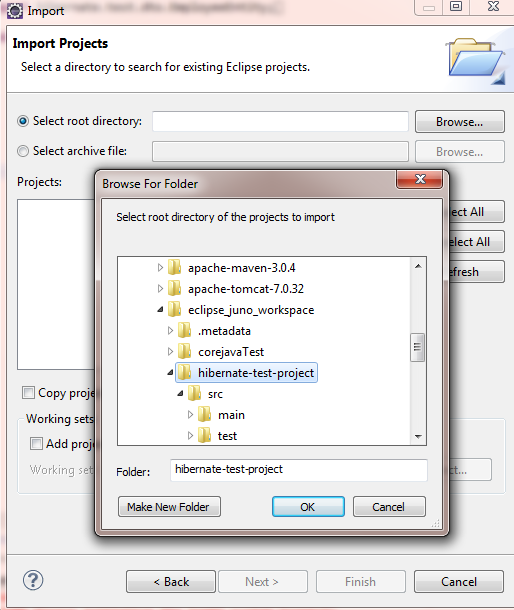 Import
Import Projects
Select a directory to search for existing Eclipse projects.
Select root directory:
Browse...
Select archive file:
Browse...
Projects:
ect All
elect All
efresh
Copy proje
Working sets
Add proje
Working set
ct...
Browse For Folder
Select root directory of the projects to import
apache-maven-3.0.4
apache-tomcat-7.0.32
eclipse_juno_workspace
.metadata
corejavaTest
hibernate-test-project
src
main
test
Folder:
hibernate-test-project
Make New Folder
OK
Cancel
?
< Back
Next >
Finish
Cancel